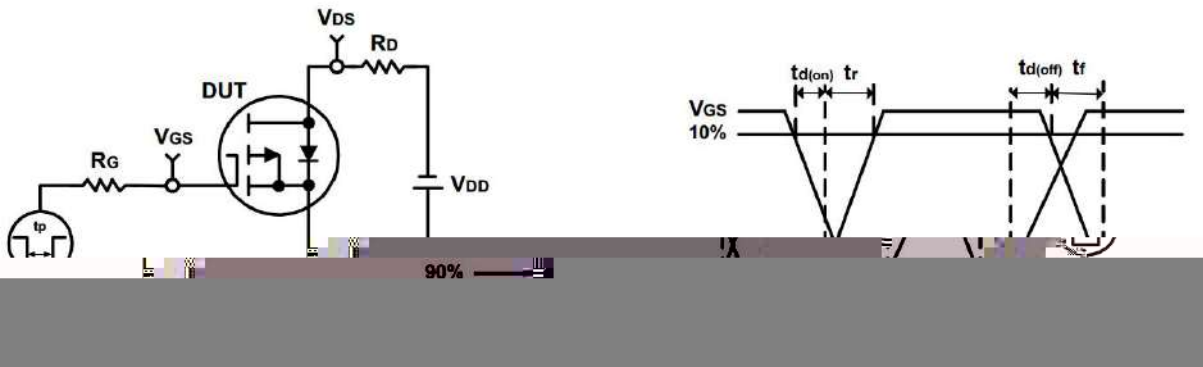 VDS
RD
DUT
VGS
RG
VDD
tp
90%
td(on) tr
td(off) tf
VGS
10%